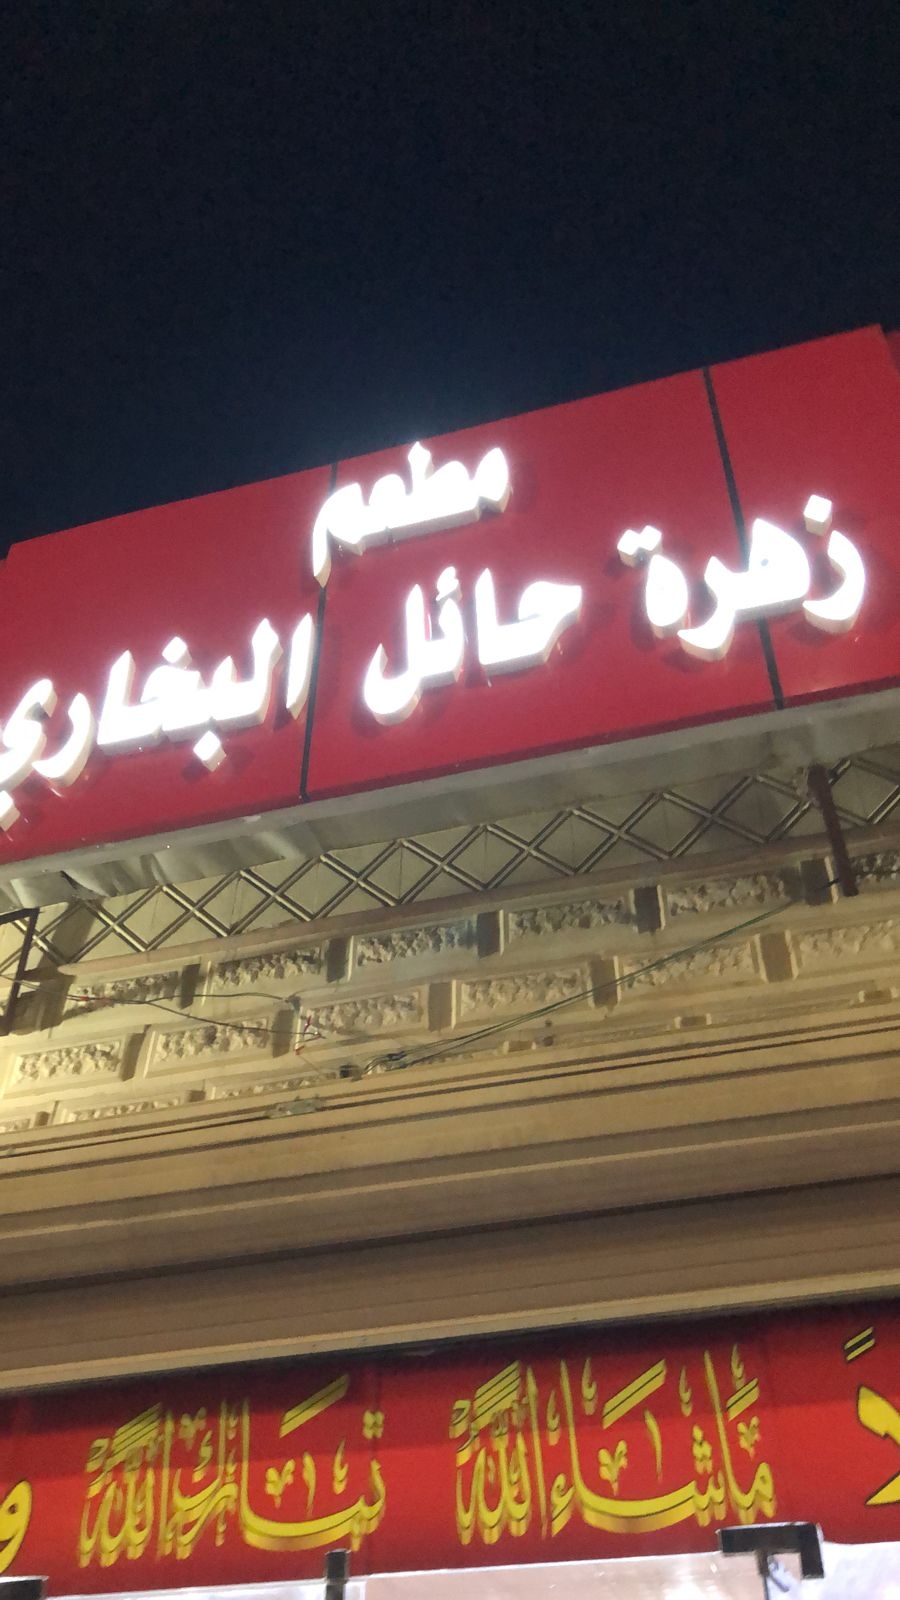 مطعم
زهرة حائل البخاري
ماشاء الله تبارك الله